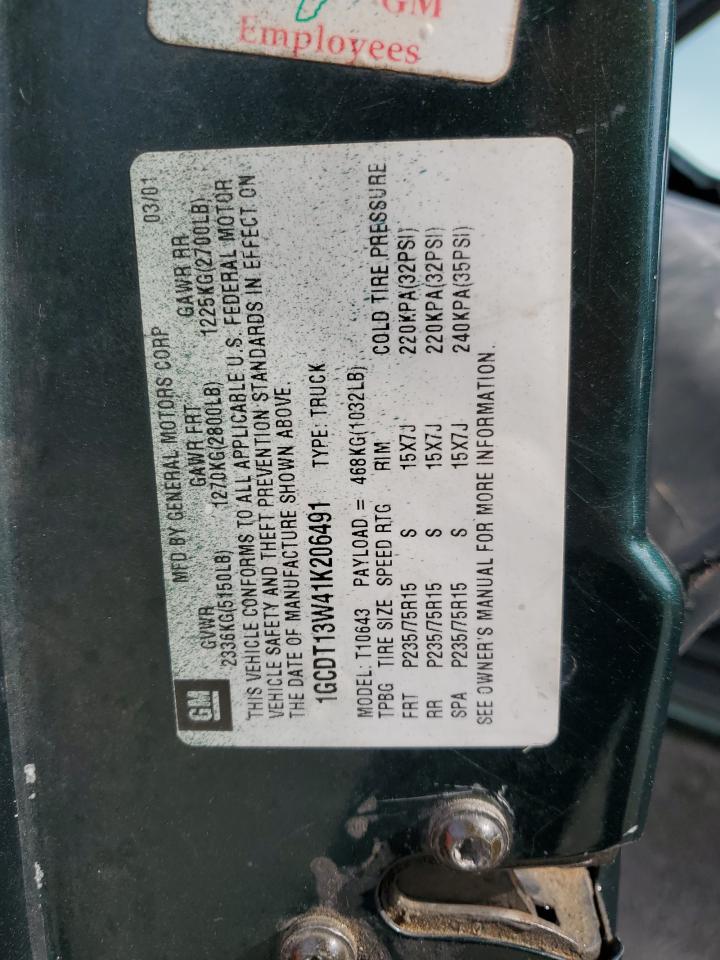 GM
Employees
MFD BY GENERAL MOTORS CORP 03/01
GVWR GAWR FRT GAWR RR
2336KG(5150LB) 1270KG(2800LB) 1225KG(2700LB)
THIS VEHICLE CONFORMS TO ALL APPLICABLE U.S. FEDERAL MOTOR
VEHICLE SAFETY AND THEFT PREVENTION STANDARDS IN EFFECT ON
THE DATE OF MANUFACTURE SHOWN ABOVE.
1GCDT13W41K206491 TYPE: TRUCK
MODEL: T10643 PAYLOAD = 468KG(1032LB)
TPBG TIRE SIZE SPEED RTG RIM COLD TIRE PRESSURE
FRT P235/75R15 S 15X7J 220KPA(32PSI)
RR P235/75R15 S 15X7J 220KPA(32PSI)
SPA P235/75R15 S 15X7J 240KPA(35PSI)
SEE OWNER'S MANUAL FOR MORE INFORMATION.
GM